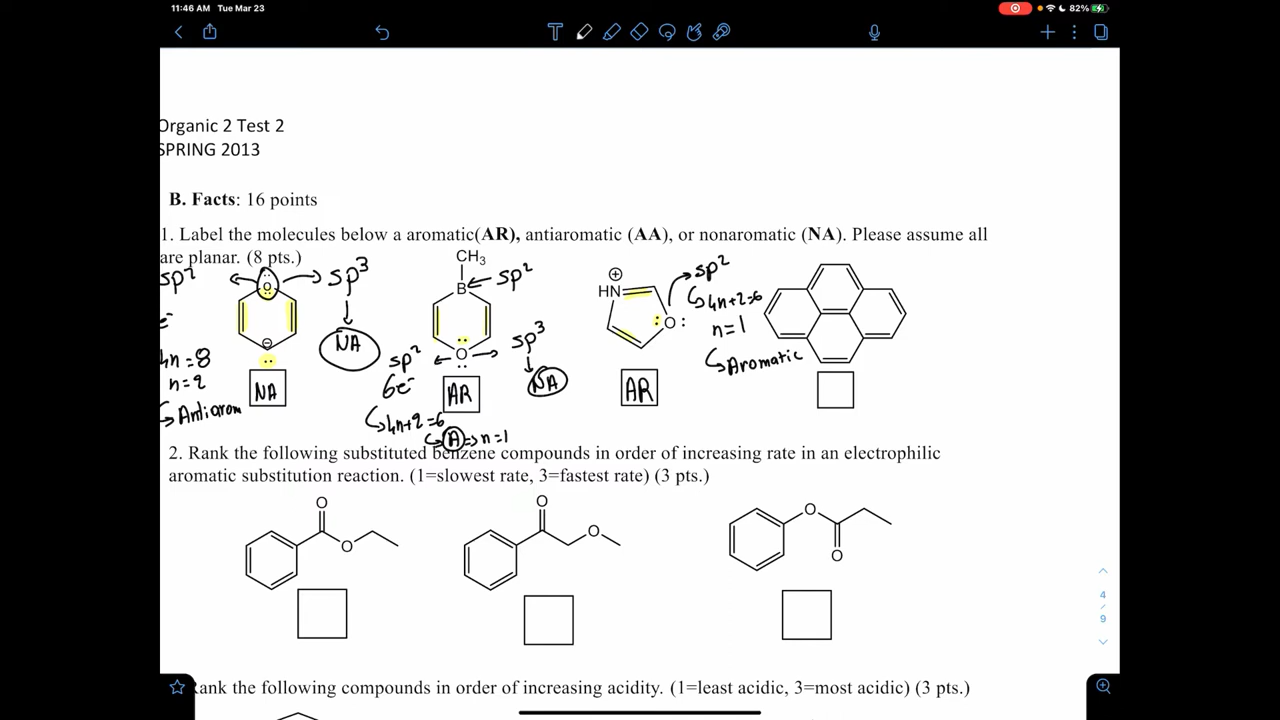 11:46 AM Tue Mar 23
82%
T
Organic 2 Test 2
SPRING 2013
B. Facts: 16 points
1. Label the molecules below a aromatic(AR), antiaromatic (AA), or nonaromatic (NA). Please assume all
are planar. (8 pts.)
sp²
O
sp³
NA
⊖
4n=8
n=2
↳Antiarom
NA
CH₃
B
sp²
O
sp³
NA
sp²
6e⁻
↳4n+2=6
↳A⇒n=1
AR
⊕
HN
O
sp²
↳4n+2=6
n=1
↳Aromatic
AR
2. Rank the following substituted benzene compounds in order of increasing rate in an electrophilic
aromatic substitution reaction. (1=slowest rate, 3=fastest rate) (3 pts.)
O
O
O
O
O
O
4
/
9
Rank the following compounds in order of increasing acidity. (1=least acidic, 3=most acidic) (3 pts.)